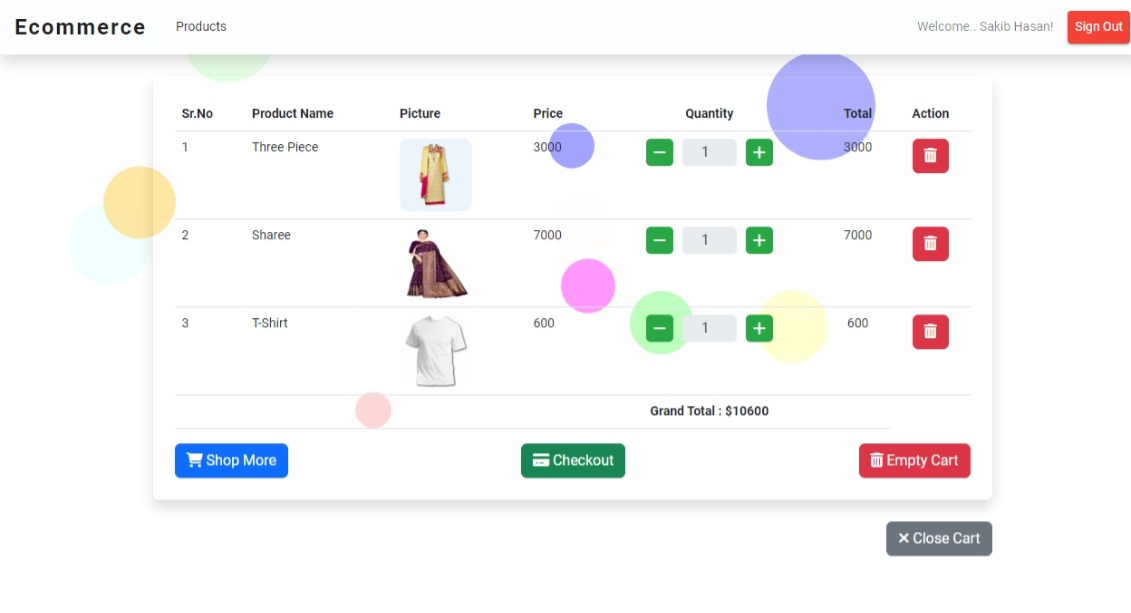 Ecommerce Products Welcome.. Sakib Hasan! Sign Out
Sr.No Product Name Picture Price Quantity Total Action
1 Three Piece 3000 1 3000
2 Sharee 7000 1 7000
3 T-Shirt 600 1 600
Grand Total : $10600
Shop More Checkout Empty Cart
Close Cart